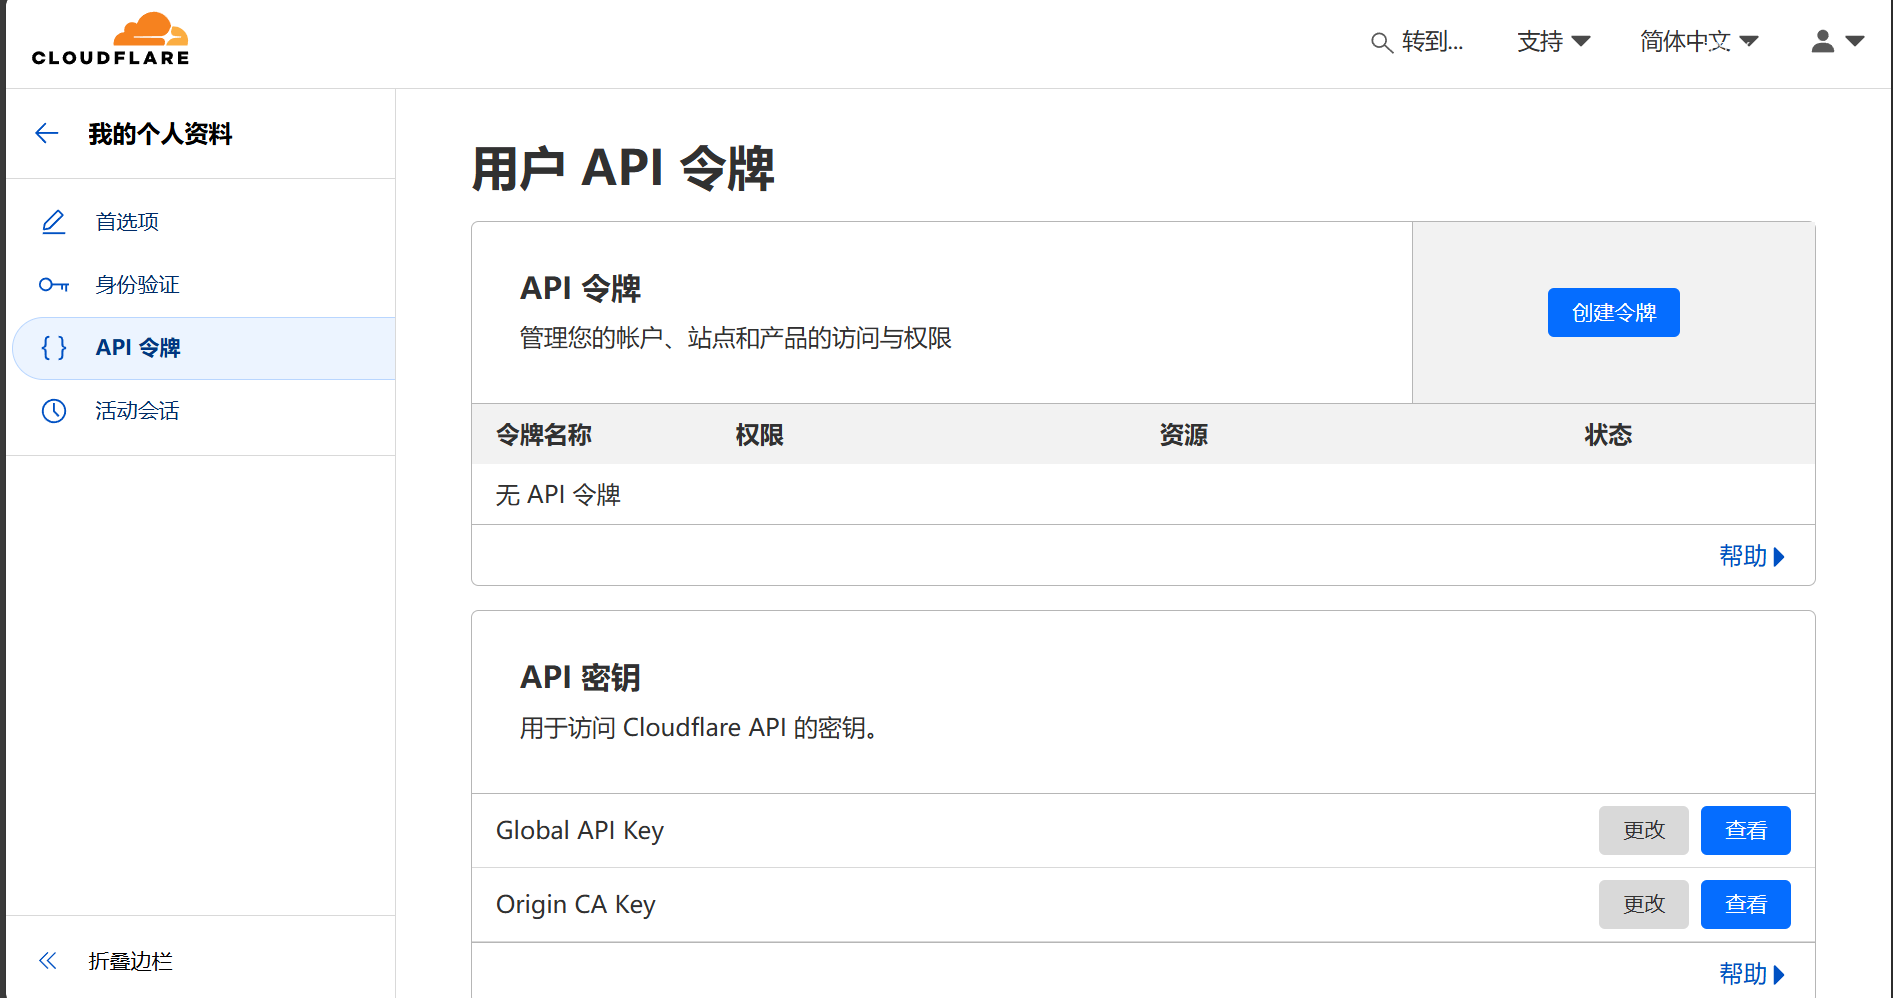 CLOUDFLARE
转到...
支持
简体中文
我的个人资料
首选项
身份验证
API 令牌
活动会话
折叠边栏
用户 API 令牌
API 令牌
管理您的帐户、站点和产品的访问与权限
创建令牌
令牌名称 权限 资源 状态
无 API 令牌
帮助
API 密钥
用于访问 Cloudflare API 的密钥。
Global API Key 更改 查看
Origin CA Key 更改 查看
帮助